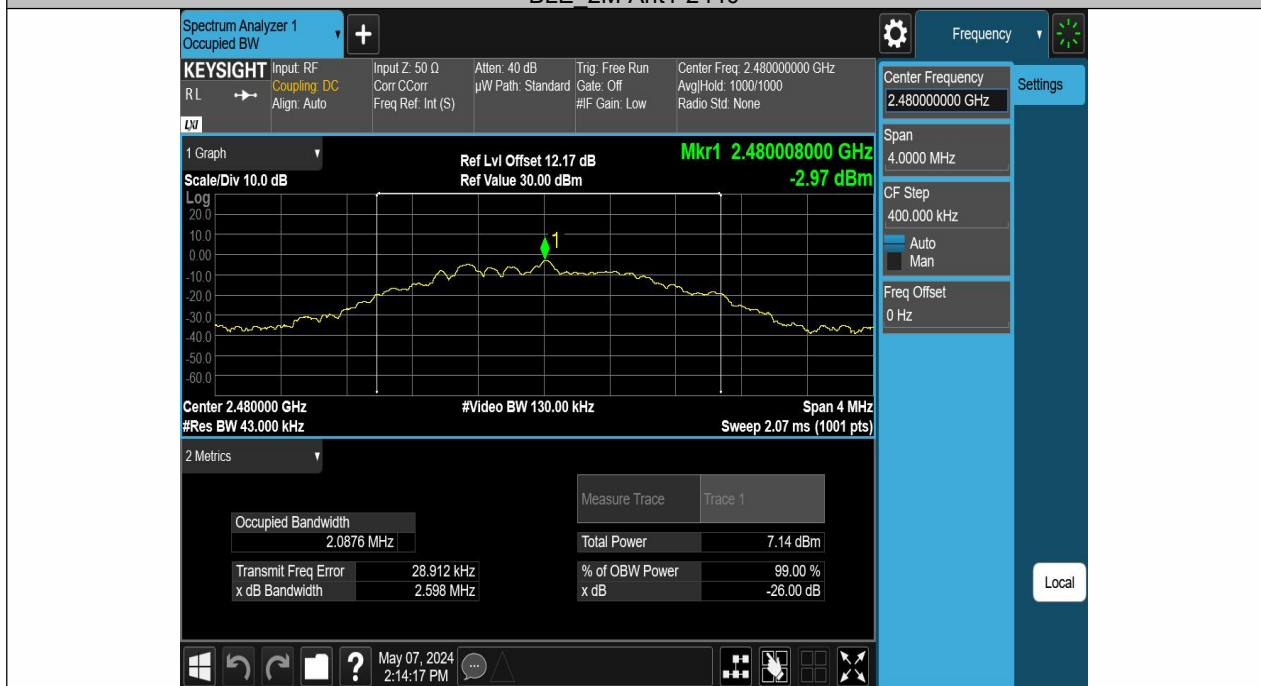 Spectrum Analyzer 1
Occupied BW
Frequency
KEYSIGHT
RL
LXI
Input: RF
Coupling: DC
Align: Auto
Input Z: 50 Ω
Corr CCorr
Freq Ref: Int (S)
Atten: 40 dB
µW Path: Standard
Trig: Free Run
Gate: Off
#IF Gain: Low
Center Freq: 2.480000000 GHz
Avg|Hold: 1000/1000
Radio Std: None
Center Frequency
2.480000000 GHz
Settings
Span
4.0000 MHz
CF Step
400.000 kHz
Auto
Man
Freq Offset
0 Hz
Local
1 Graph
Scale/Div 10.0 dB
Ref Lvl Offset 12.17 dB
Ref Value 30.00 dBm
Mkr1 2.480008000 GHz
-2.97 dBm
Log
20.0
10.0
0.00
-10.0
-20.0
-30.0
-40.0
-50.0
-60.0
1
Center 2.480000 GHz
#Video BW 130.00 kHz
Span 4 MHz
#Res BW 43.000 kHz
Sweep 2.07 ms (1001 pts)
2 Metrics
Measure Trace Trace 1
Occupied Bandwidth
2.0876 MHz
Total Power 7.14 dBm
Transmit Freq Error 28.912 kHz
% of OBW Power 99.00 %
x dB Bandwidth 2.598 MHz
x dB -26.00 dB
?
May 07, 2024
2:14:17 PM